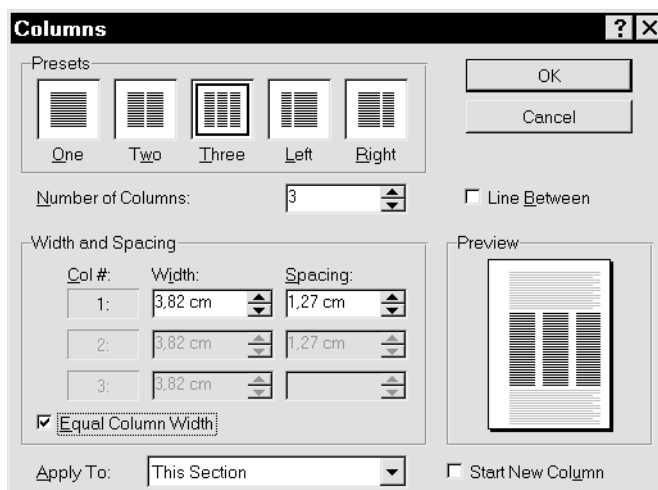 Columns
Presets
One Two Three Left Right
OK
Cancel
Number of Columns: 3
Line Between
Width and Spacing
Col #: Width: Spacing:
1: 3,82 cm 1,27 cm
2: 3,82 cm 1,27 cm
3: 3,82 cm
Equal Column Width
Preview
Apply To: This Section
Start New Column